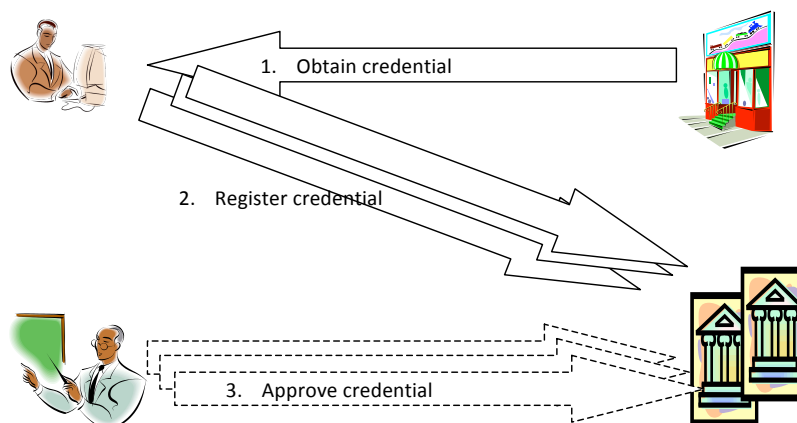 1. Obtain credential
2. Register credential
3. Approve credential